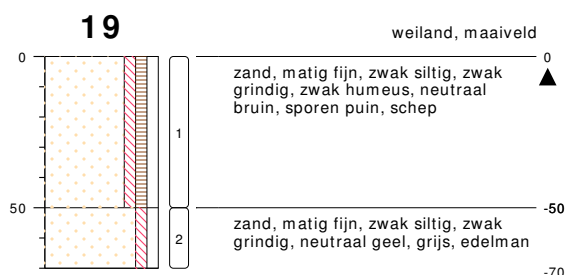 19
weiland, maaiveld
0
0
zand, matig fijn, zwak siltig, zwak
grindig, zwak humeus, neutraal
bruin, sporen puin, schep
1
50
-50
zand, matig fijn, zwak siltig, zwak
grindig, neutraal geel, grijs, edelman
2
-70